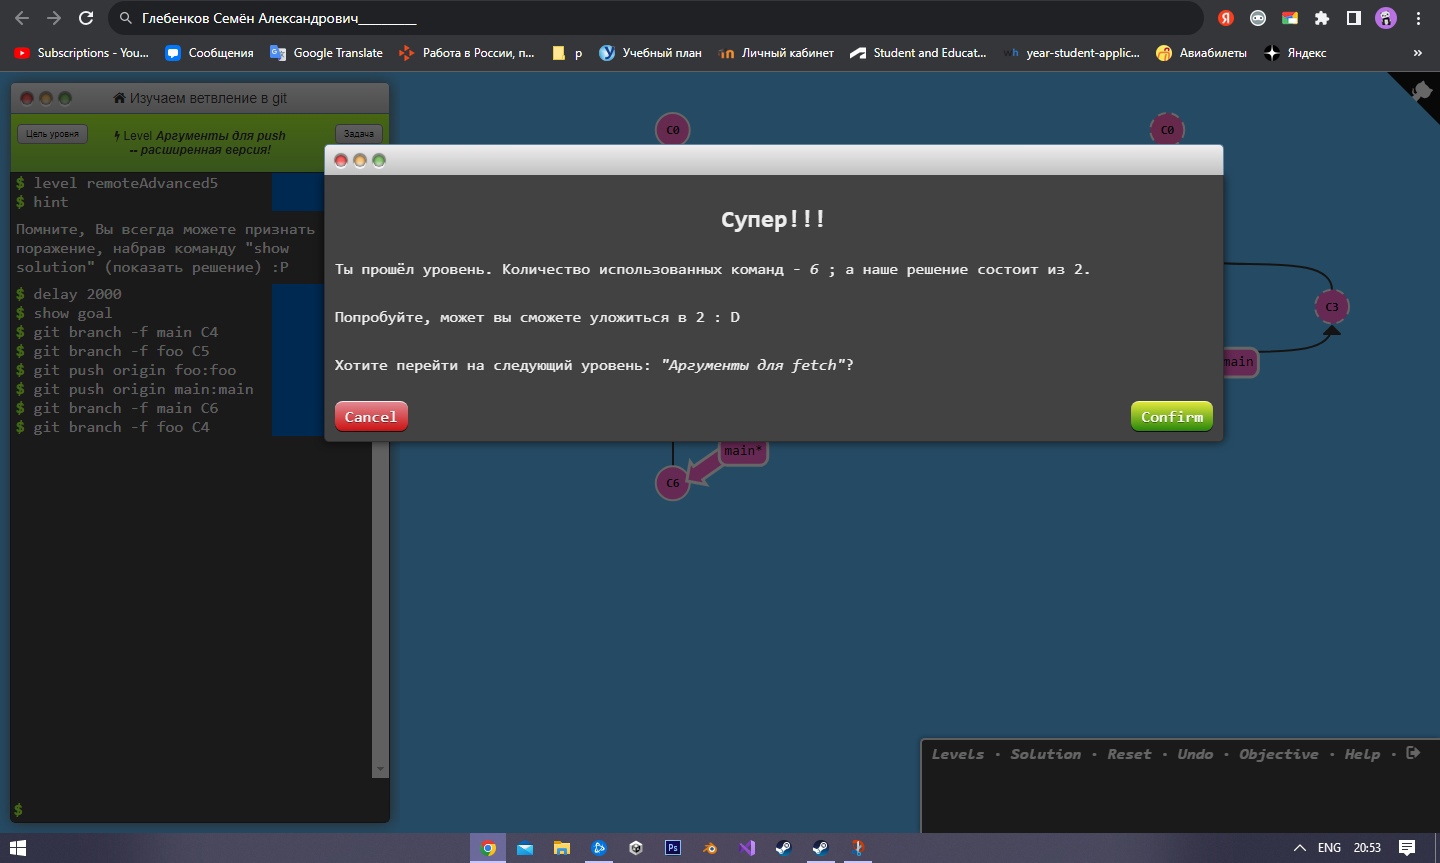 Глебенков Семён Александрович_________
Subscriptions - You...
Сообщения
Google Translate
Работа в России, п...
р
Учебный план
Личный кабинет
Student and Educat...
year-student-applic...
Авиабилеты
Яндекс
»
Изучаем ветвление в git
Цель уровня
Level Аргументы для push
-- расширенная версия!
Задача
$ level remoteAdvanced5
$ hint
Помните, Вы всегда можете признать
поражение, набрав команду "show
solution" (показать решение) :P
$ delay 2000
$ show goal
$ git branch -f main C4
$ git branch -f foo C5
$ git push origin foo:foo
$ git push origin main:main
$ git branch -f main C6
$ git branch -f foo C4
$
C0
C0
Супер!!!
Ты прошёл уровень. Количество использованных команд - 6 ; а наше решение состоит из 2.
Попробуйте, может вы сможете уложиться в 2 : D
Хотите перейти на следующий уровень: "Аргументы для fetch"?
Cancel
Confirm
C3
main
main*
C6
Levels · Solution · Reset · Undo · Objective · Help ·
ENG 20:53